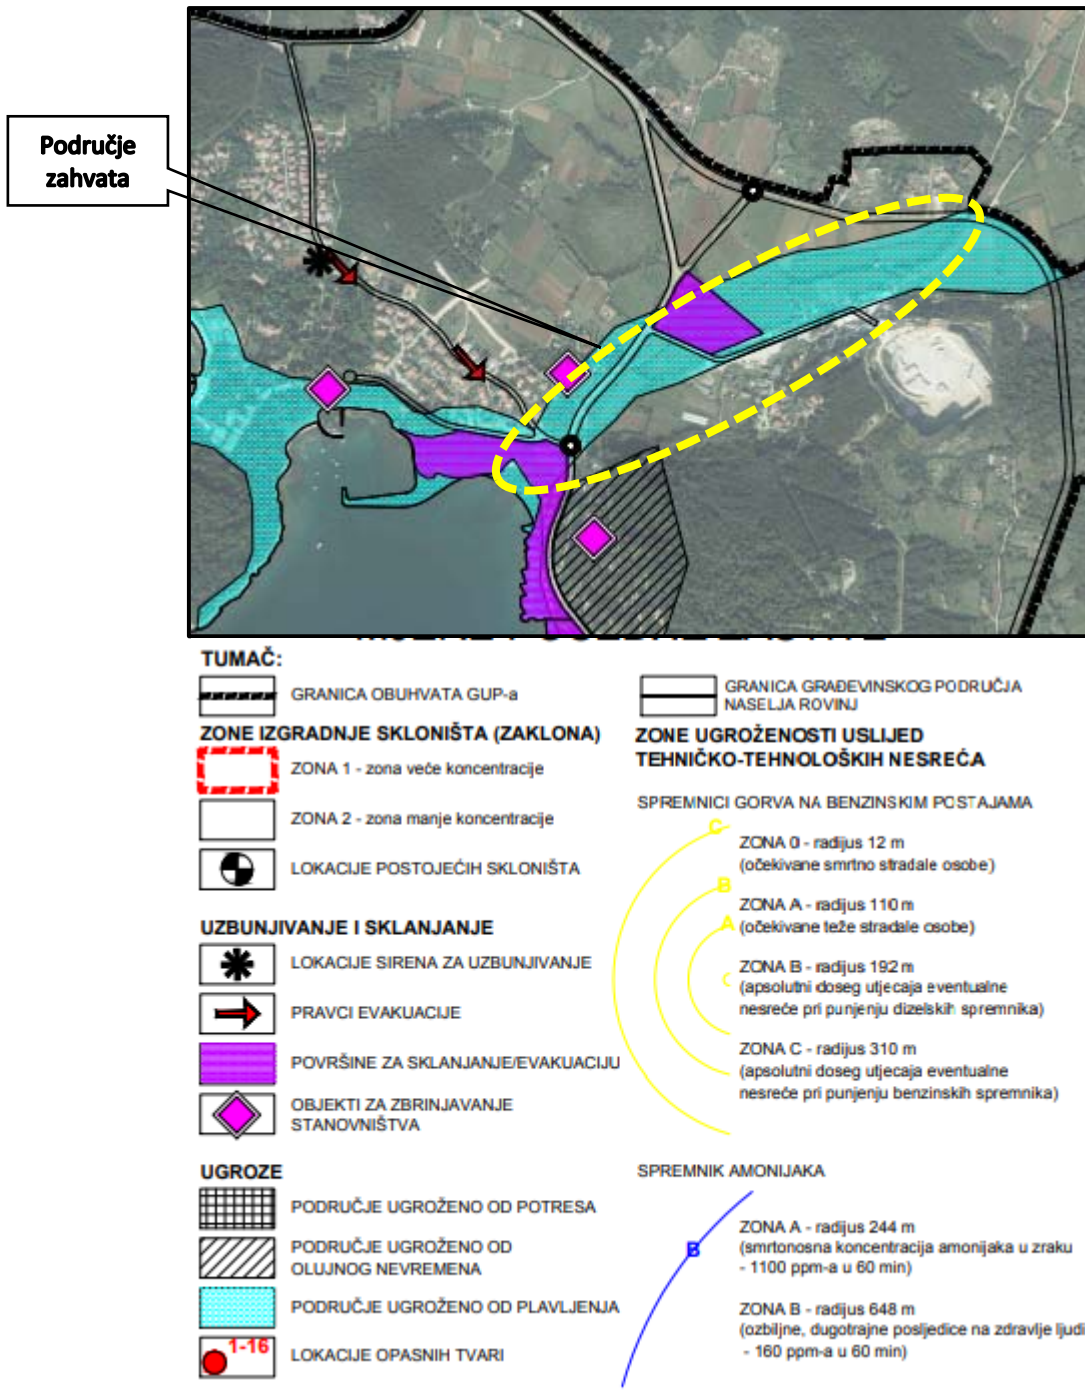 Područje
zahvata
TUMAČ:
GRANICA OBUHVATA GUP-a
ZONE IZGRADNJE SKLONIŠTA (ZAKLONA)
ZONA 1 - zona veće koncentracije
ZONA 2 - zona manje koncentracije
LOKACIJE POSTOJEĆIH SKLONIŠTA
UZBUNJIVANJE I SKLANJANJE
LOKACIJE SIRENA ZA UZBUNJIVANJE
PRAVCI EVAKUACIJE
POVRŠINE ZA SKLANJANJE/EVAKUACIJU
OBJEKTI ZA ZBRINJAVANJE
STANOVNIŠTVA
UGROZE
PODRUČJE UGROŽENO OD POTRESA
PODRUČJE UGROŽENO OD
OLUJNOG NEVREMENA
PODRUČJE UGROŽENO OD PLAVLJENJA
1-16
LOKACIJE OPASNIH TVARI
GRANICA GRAĐEVINSKOG PODRUČJA
NASELJA ROVINJ
ZONE UGROŽENOSTI USLIJED
TEHNIČKO-TEHNOLOŠKIH NESREĆA
SPREMNICI GORVA NA BENZINSKIM POSTAJAMA
C
B
A
C
ZONA 0 - radijus 12 m
(očekivane smrtno stradale osobe)
ZONA A - radijus 110 m
(očekivane teže stradale osobe)
ZONA B - radijus 192 m
(apsolutni doseg utjecaja eventualne
nesreće pri punjenju dizelskih spremnika)
ZONA C - radijus 310 m
(apsolutni doseg utjecaja eventualne
nesreće pri punjenju benzinskih spremnika)
SPREMNIK AMONIJAKA
B
ZONA A - radijus 244 m
(smrtonosna koncentracija amonijaka u zraku
- 1100 ppm-a u 60 min)
ZONA B - radijus 648 m
(ozbiljne, dugotrajne posljedice na zdravlje ljudi
- 160 ppm-a u 60 min)